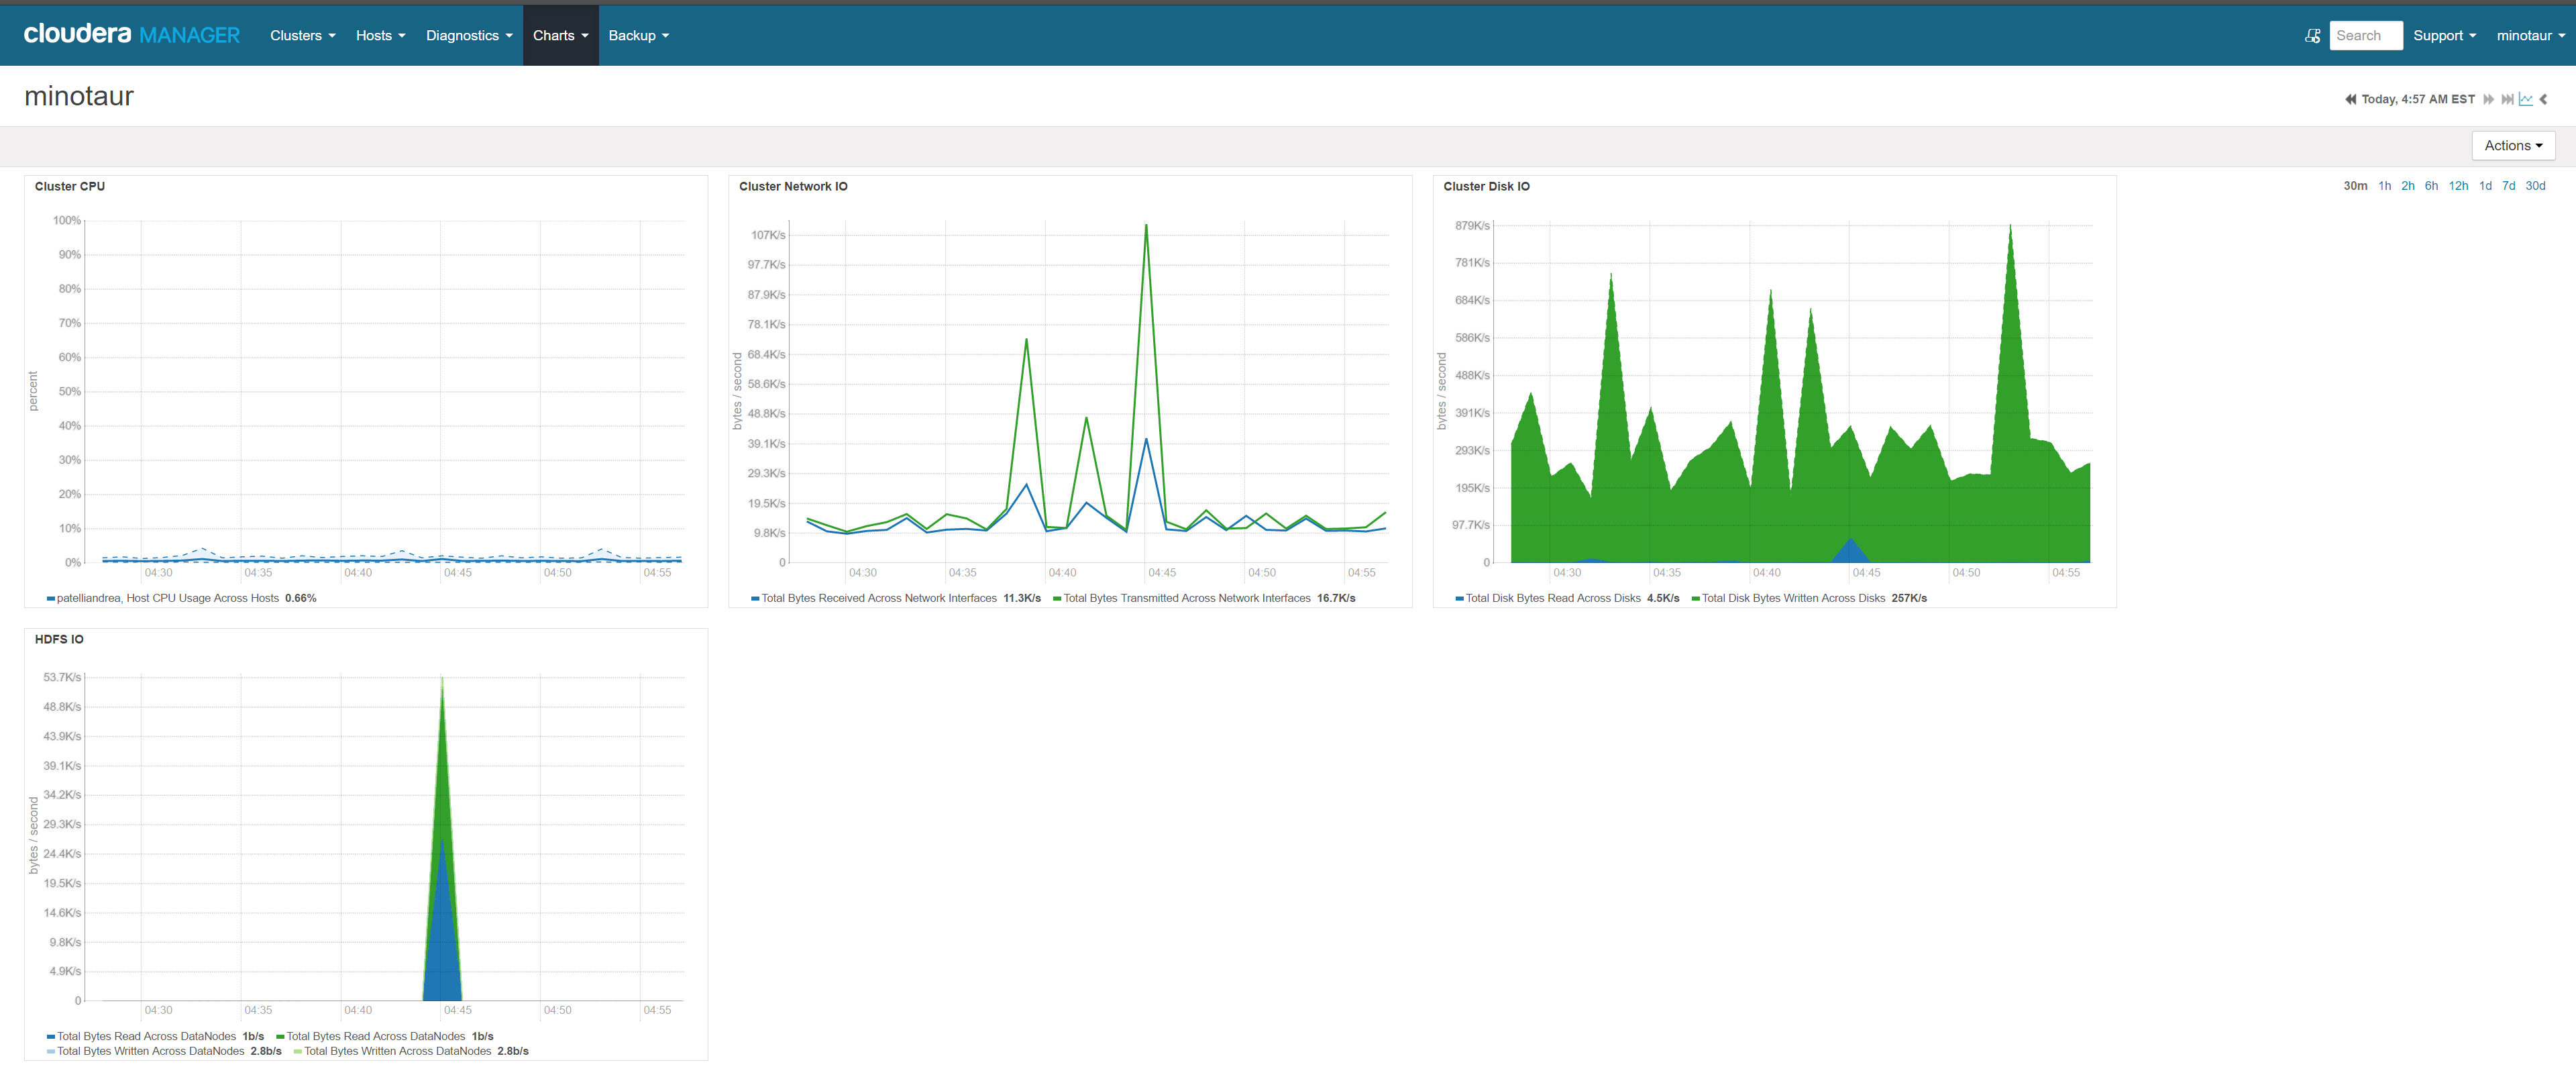 cloudera MANAGER Clusters Hosts Diagnostics Charts Backup Search Support minotaur
minotaur
Today, 4:57 AM EST
Actions
30m 1h 2h 6h 12h 1d 7d 30d
Cluster CPU
percent
100%
90%
80%
70%
60%
50%
40%
30%
20%
10%
0%
04:30 04:35 04:40 04:45 04:50 04:55
patelliandrea, Host CPU Usage Across Hosts 0.66%
Cluster Network IO
bytes / second
107K/s
97.7K/s
87.9K/s
78.1K/s
68.4K/s
58.6K/s
48.8K/s
39.1K/s
29.3K/s
19.5K/s
9.8K/s
0
04:30 04:35 04:40 04:45 04:50 04:55
Total Bytes Received Across Network Interfaces 11.3K/s Total Bytes Transmitted Across Network Interfaces 16.7K/s
Cluster Disk IO
bytes / second
879K/s
781K/s
684K/s
586K/s
488K/s
391K/s
293K/s
195K/s
97.7K/s
0
04:30 04:35 04:40 04:45 04:50 04:55
Total Disk Bytes Read Across Disks 4.5K/s Total Disk Bytes Written Across Disks 257K/s
HDFS IO
bytes / second
53.7K/s
48.8K/s
43.9K/s
39.1K/s
34.2K/s
29.3K/s
24.4K/s
19.5K/s
14.6K/s
9.8K/s
4.9K/s
0
04:30 04:35 04:40 04:45 04:50 04:55
Total Bytes Read Across DataNodes 1b/s Total Bytes Read Across DataNodes 1b/s
Total Bytes Written Across DataNodes 2.8b/s Total Bytes Written Across DataNodes 2.8b/s